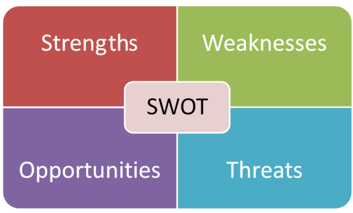 Strengths
Weaknesses
SWOT
Opportunities
Threats